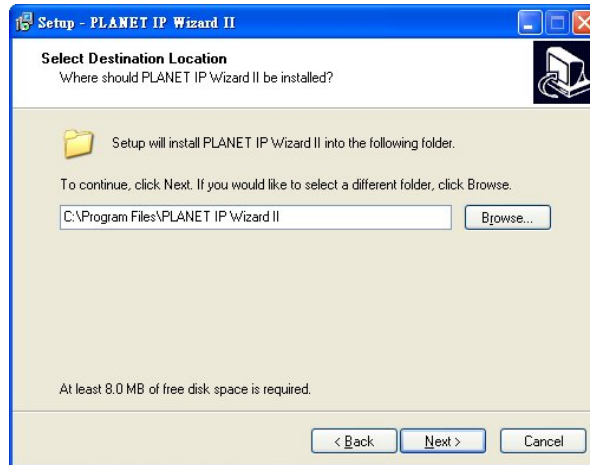 Setup - PLANET IP Wizard II
Select Destination Location
Where should PLANET IP Wizard II be installed?
Setup will install PLANET IP Wizard II into the following folder.
To continue, click Next. If you would like to select a different folder, click Browse.
C:\Program Files\PLANET IP Wizard II
Browse...
At least 8.0 MB of free disk space is required.
< Back
Next >
Cancel